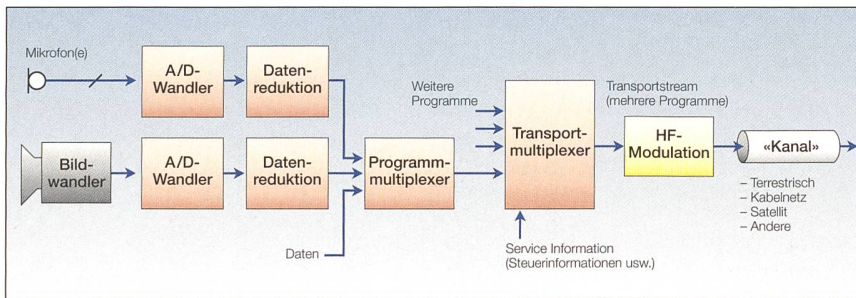 Mikrofon(e)
A/D-
Wandler
Daten-
reduktion
Bild-
wandler
A/D-
Wandler
Daten-
reduktion
Daten
Programm-
multiplexer
Weitere
Programme
Transport-
multiplexer
Service Information
(Steuerinformationen usw.)
Transportstream
(mehrere Programme)
HF-
Modulation
«Kanal»
– Terrestrisch
– Kabelnetz
– Satellit
– Andere